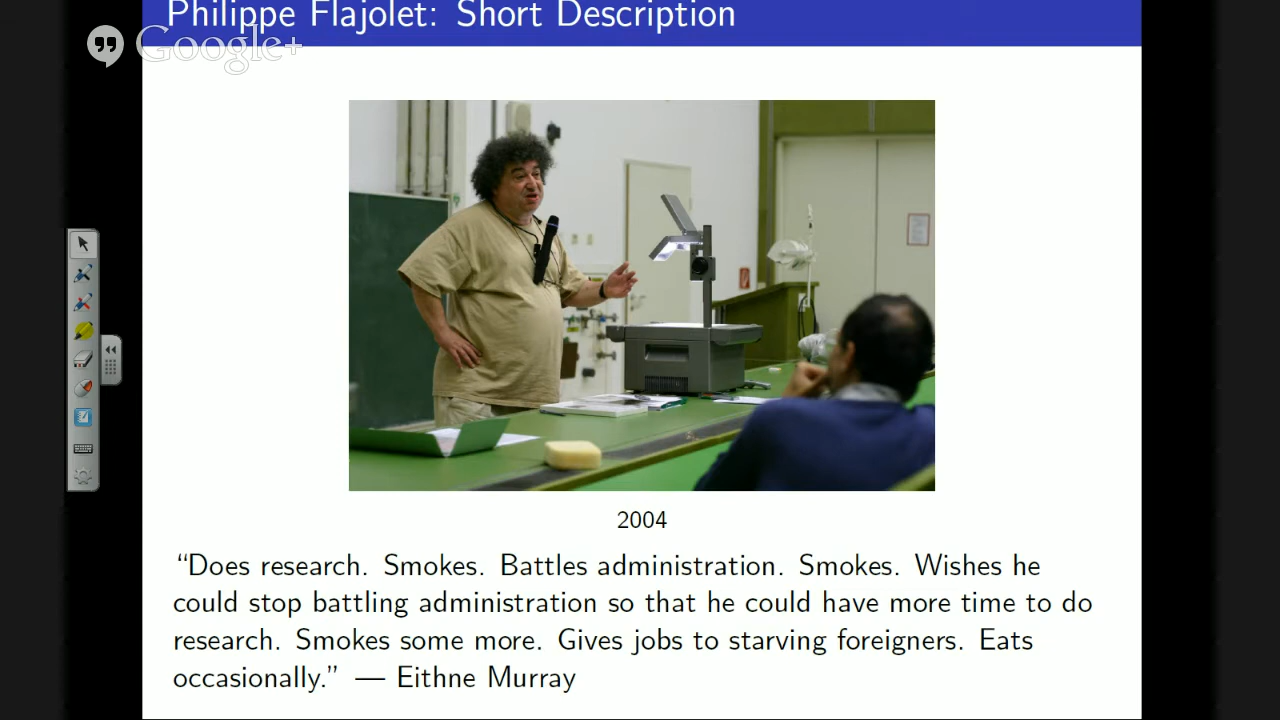 Philippe Flajolet: Short Description
Google+
2004
“Does research. Smokes. Battles administration. Smokes. Wishes he
could stop battling administration so that he could have more time to do
research. Smokes some more. Gives jobs to starving foreigners. Eats
occasionally.” — Eithne Murray